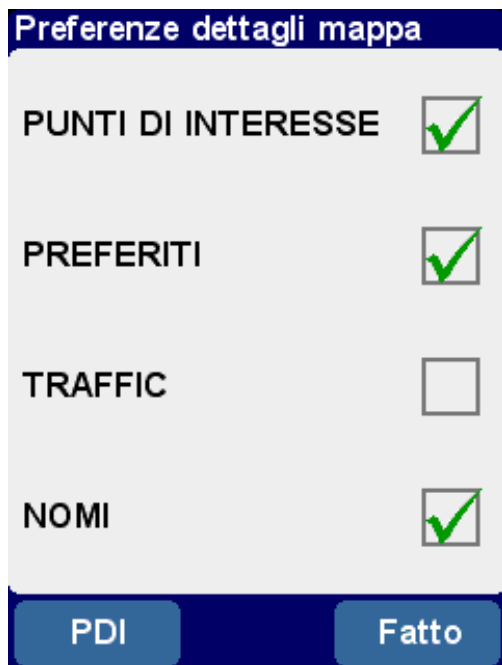 Preferenze dettagli mappa
PUNTI DI INTERESSE
PREFERITI
TRAFFIC
NOMI
PDI
Fatto